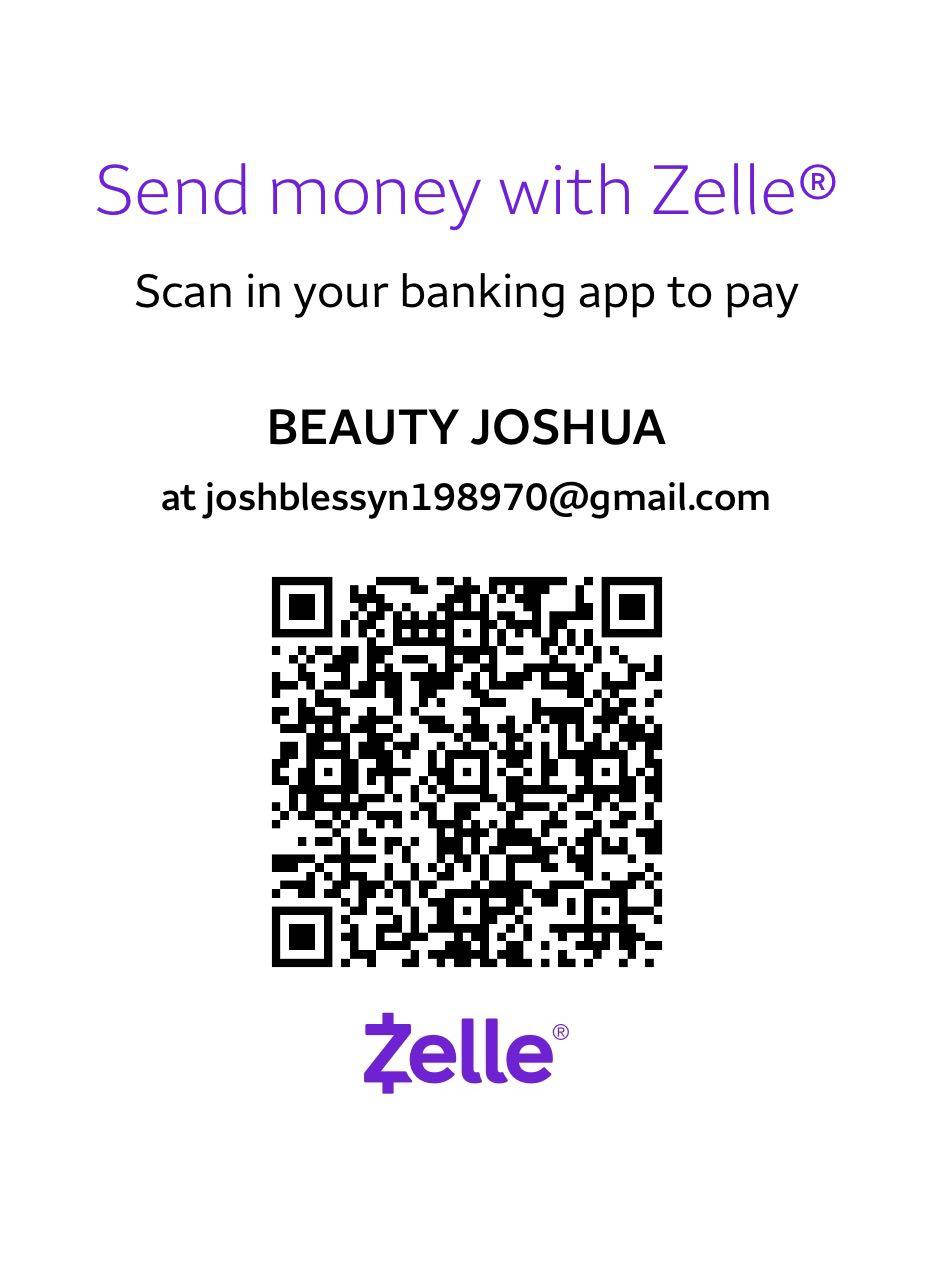 Send money with Zelle®
Scan in your banking app to pay
BEAUTY JOSHUA
at joshblessyn198970@gmail.com
Zelle®